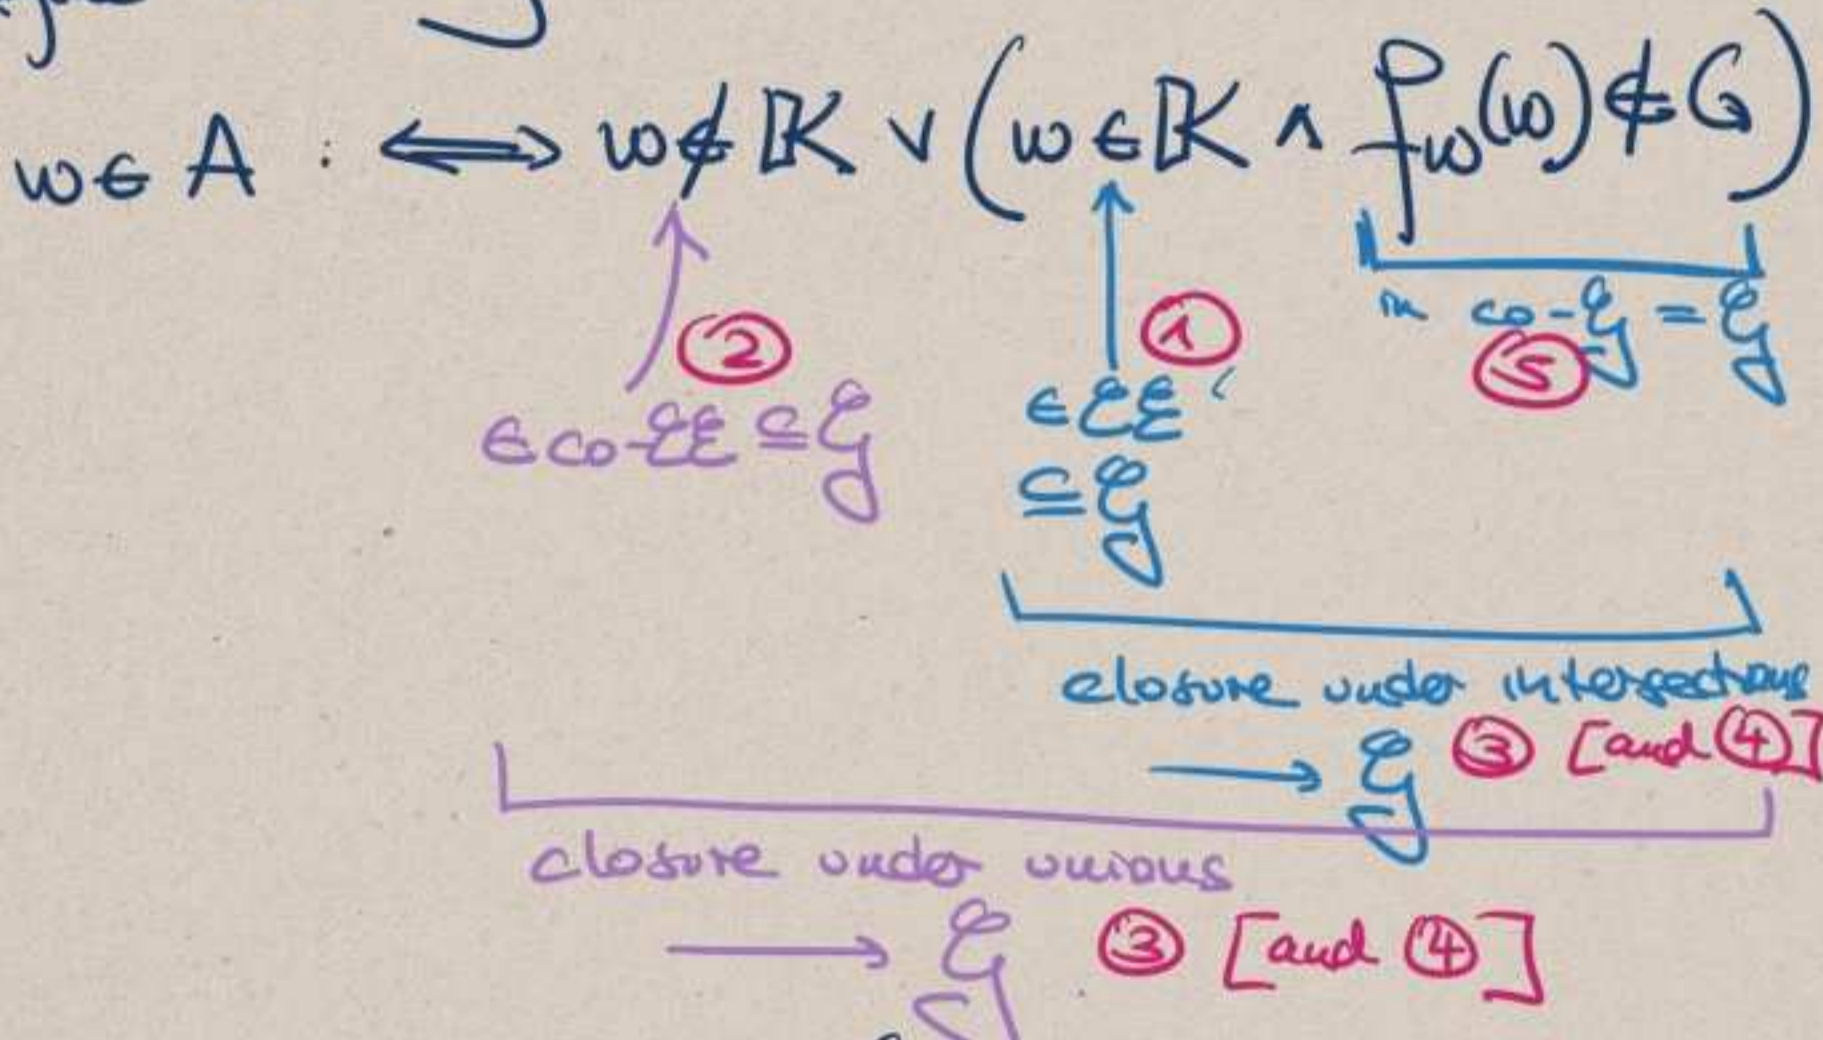 w∈A :⟺ w∉𝕂 ∨ (w∈𝕂 ∧ f_w(w)∉G)
② ①
in co-𝒢 = 𝒢
⑤
∈ co-ℰℰ ⊆ 𝒢
∈ ℰℰ
⊆ 𝒢
closure under intersections
→ 𝒢 ③ [and ④]
closure under unions
→ 𝒢 ③ [and ④]